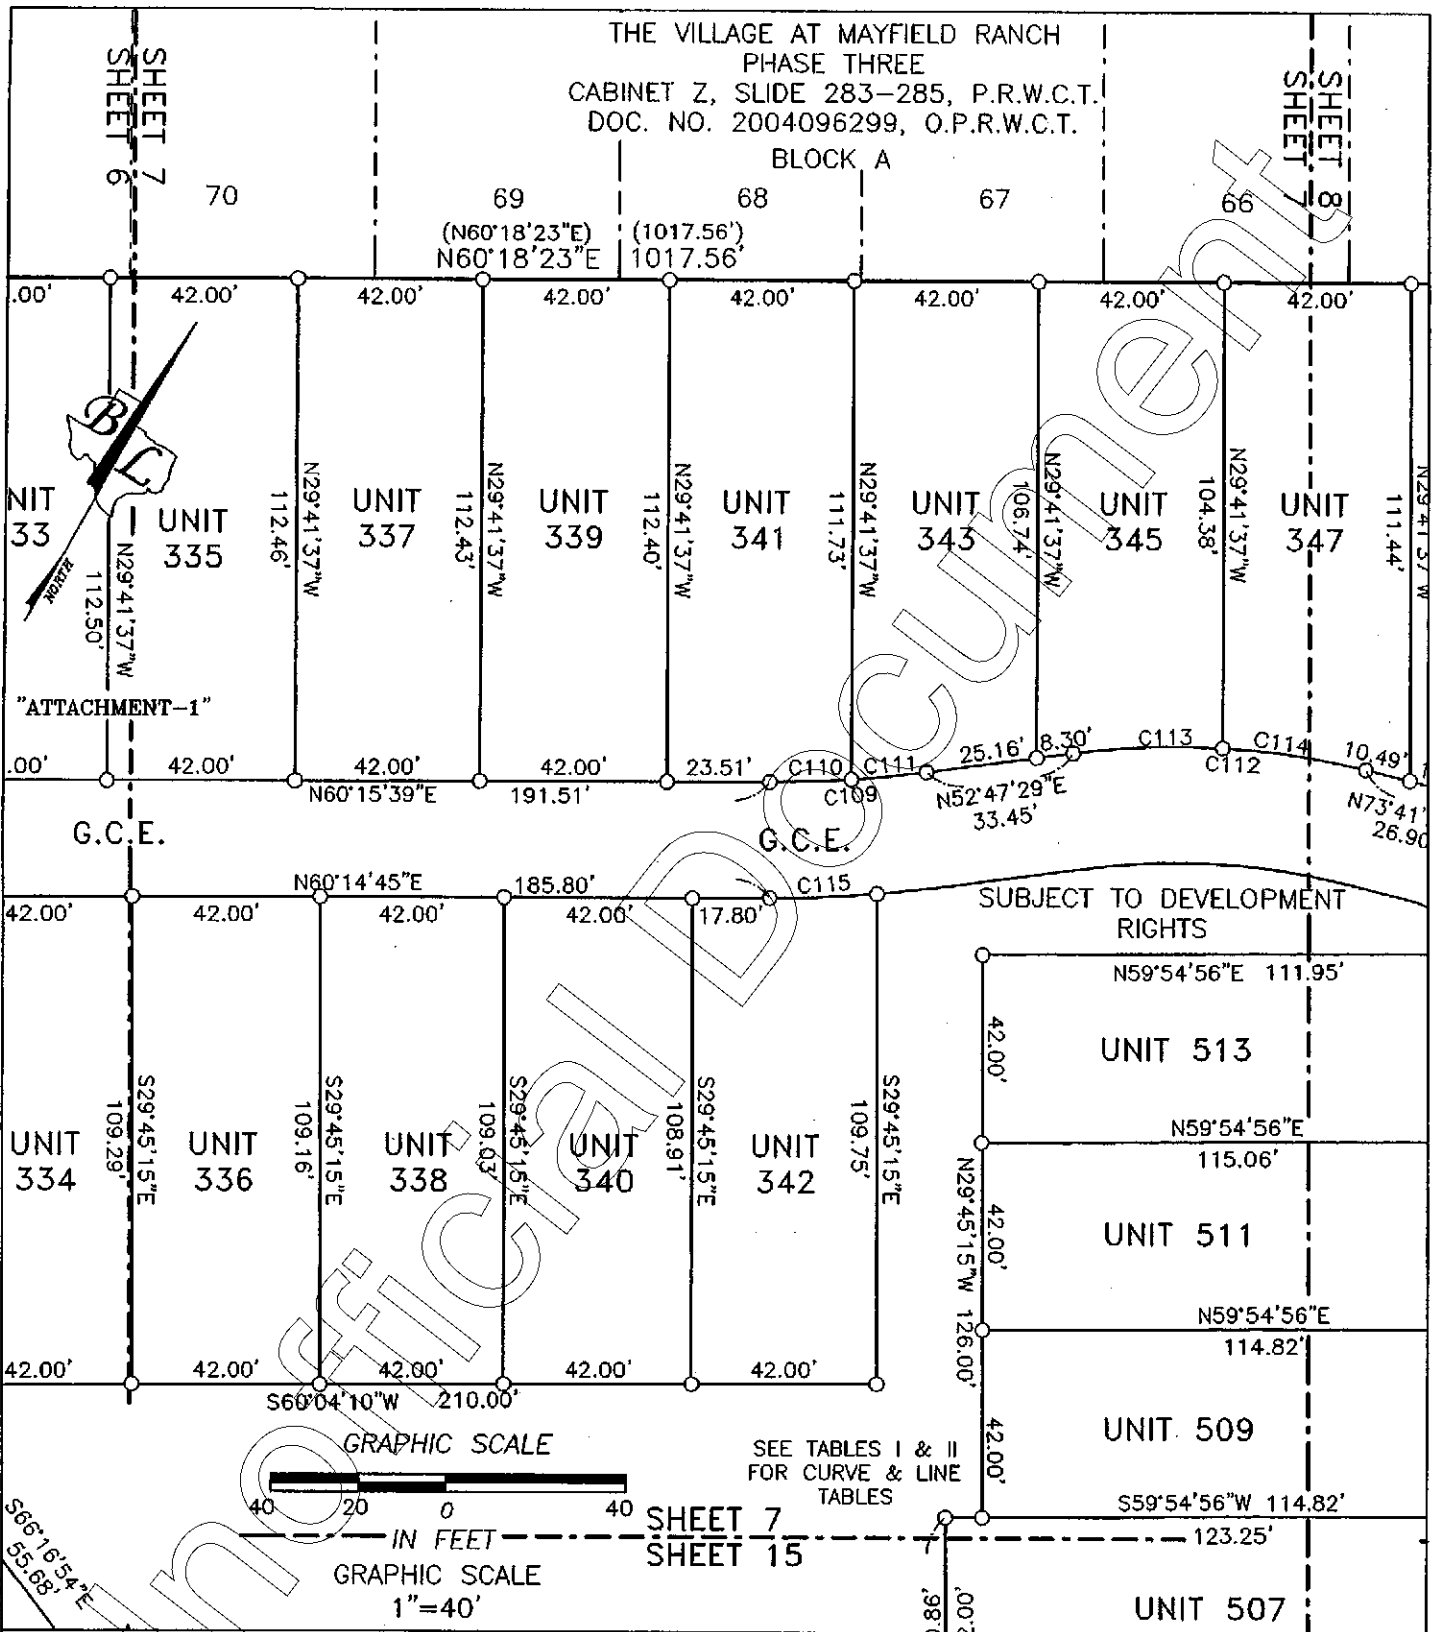 THE VILLAGE AT MAYFIELD RANCH
PHASE THREE
CABINET Z, SLIDE 283-285, P.R.W.C.T.
DOC. NO. 2004096299, O.P.R.W.C.T.
BLOCK A
SHEET 7
SHEET 6
SHEET 8
SHEET 7
70
69
68
67
66
(N60°18'23"E) (1017.56')
N60°18'23"E 1017.56'
.00'
42.00'
42.00'
42.00'
42.00'
42.00'
42.00'
42.00'
B
L
NORTH
NIT
33
UNIT
335
UNIT
337
UNIT
339
UNIT
341
UNIT
343
UNIT
345
UNIT
347
N29°41'37"W
112.50'
N29°41'37"W
112.46'
N29°41'37"W
112.43'
N29°41'37"W
112.40'
N29°41'37"W
111.73'
N29°41'37"W
106.74'
N29°41'37"W
104.38'
N29°41'37"W
111.44'
"ATTACHMENT-1"
.00'
42.00'
42.00'
42.00'
23.51'
C110
C111
25.16'
8.30'
C113
C114
10.49'
N60°15'39"E
191.51'
C109
N52°47'29"E
33.45'
C112
N73°41'
26.90
G.C.E.
G.C.E.
N60°14'45"E
185.80'
C115
42.00'
42.00'
42.00'
17.80'
SUBJECT TO DEVELOPMENT
RIGHTS
N59°54'56"E 111.95'
42.00'
UNIT 513
N59°54'56"E
115.06'
UNIT
334
UNIT
336
UNIT
338
UNIT
340
UNIT
342
S29°45'15"E
109.29'
S29°45'15"E
109.16'
S29°45'15"E
109.03'
S29°45'15"E
108.91'
S29°45'15"E
109.75'
N29°45'15"W 126.00'
42.00'
UNIT 511
N59°54'56"E
114.82'
42.00'
42.00'
42.00'
42.00'
42.00'
S60°04'10"W
210.00'
42.00'
UNIT 509
S59°54'56"W 114.82'
123.25'
GRAPHIC SCALE
40 20 0 40
IN FEET
GRAPHIC SCALE
1"=40'
SEE TABLES I & II
FOR CURVE & LINE
TABLES
SHEET 7
SHEET 15
S66°16'54"E
55.68'
UNIT 507
Unofficial Document